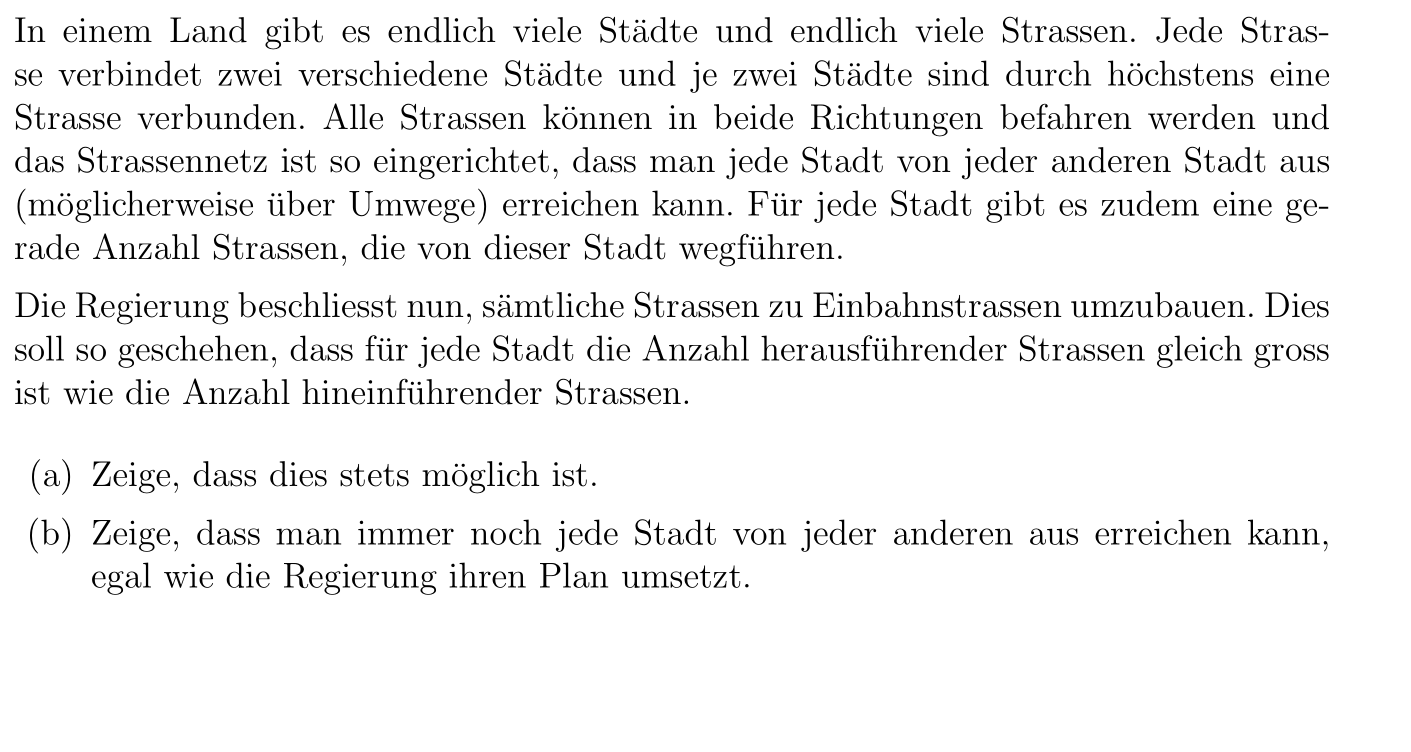 In einem Land gibt es endlich viele Städte und endlich viele Strassen. Jede Stras-
se verbindet zwei verschiedene Städte und je zwei Städte sind durch höchstens eine
Strasse verbunden. Alle Strassen können in beide Richtungen befahren werden und
das Strassennetz ist so eingerichtet, dass man jede Stadt von jeder anderen Stadt aus
(möglicherweise über Umwege) erreichen kann. Für jede Stadt gibt es zudem eine ge-
rade Anzahl Strassen, die von dieser Stadt wegführen.
Die Regierung beschliesst nun, sämtliche Strassen zu Einbahnstrassen umzubauen. Dies
soll so geschehen, dass für jede Stadt die Anzahl herausführender Strassen gleich gross
ist wie die Anzahl hineinführender Strassen.
(a) Zeige, dass dies stets möglich ist.
(b) Zeige, dass man immer noch jede Stadt von jeder anderen aus erreichen kann,
egal wie die Regierung ihren Plan umsetzt.